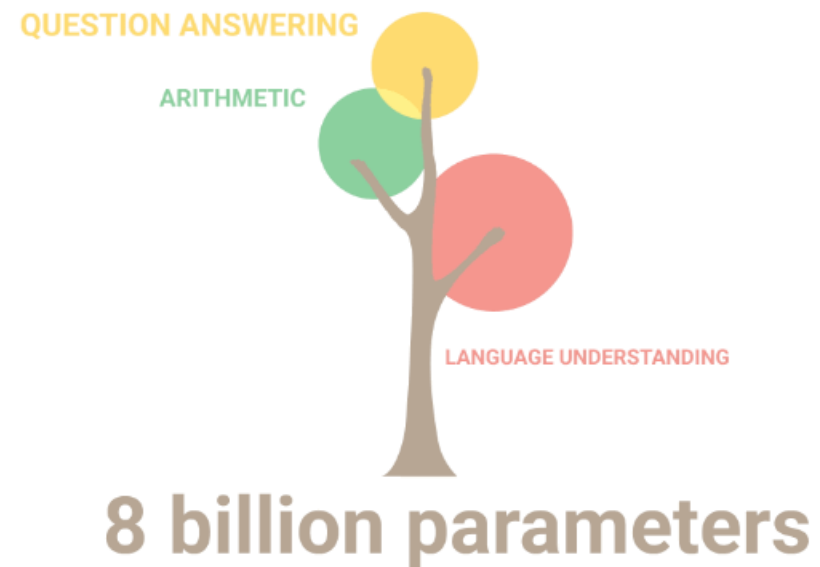 QUESTION ANSWERING
ARITHMETIC
LANGUAGE UNDERSTANDING
8 billion parameters